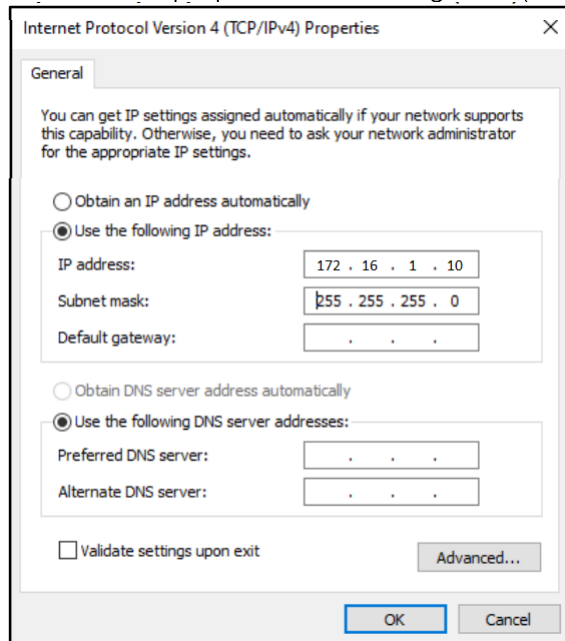 Internet Protocol Version 4 (TCP/IPv4) Properties
General
You can get IP settings assigned automatically if your network supports
this capability. Otherwise, you need to ask your network administrator
for the appropriate IP settings.
Obtain an IP address automatically
Use the following IP address:
IP address: 172 . 16 . 1 . 10
Subnet mask: 255 . 255 . 255 . 0
Default gateway: . . .
Obtain DNS server address automatically
Use the following DNS server addresses:
Preferred DNS server: . . .
Alternate DNS server: . . .
Validate settings upon exit
Advanced...
OK Cancel